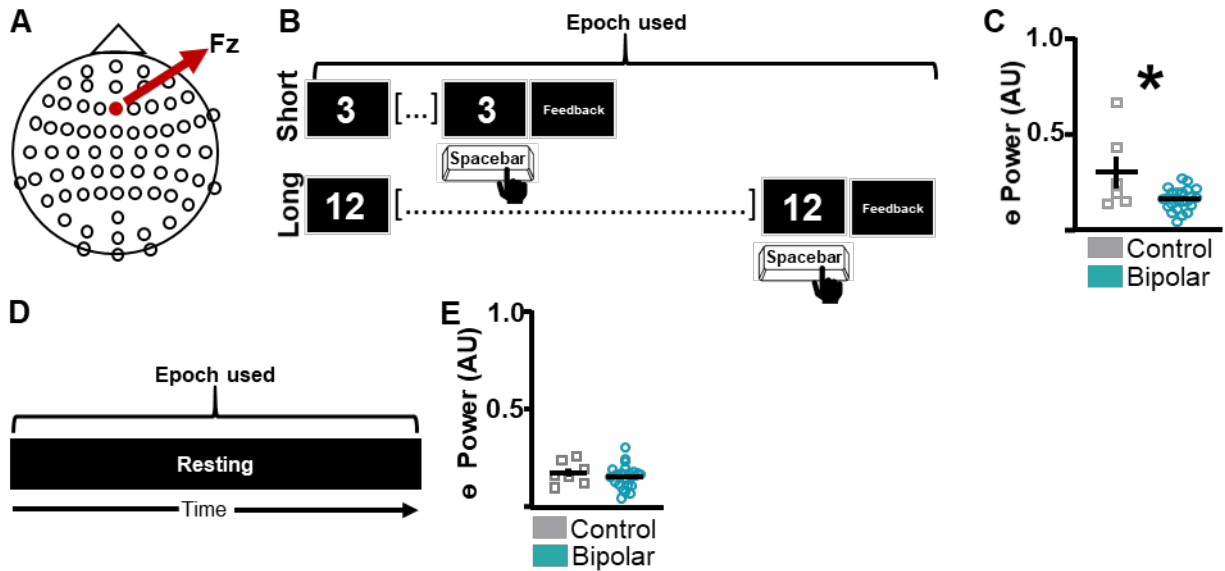 A
Fz
B
Epoch used
Short
3
[...]
3
Feedback
Spacebar
Long
12
[.......................................]
12
Feedback
Spacebar
C
1.0
0.5
ɵ Power (AU)
*
Control
Bipolar
D
Epoch used
Resting
Time
E
1.0
0.5
ɵ Power (AU)
Control
Bipolar